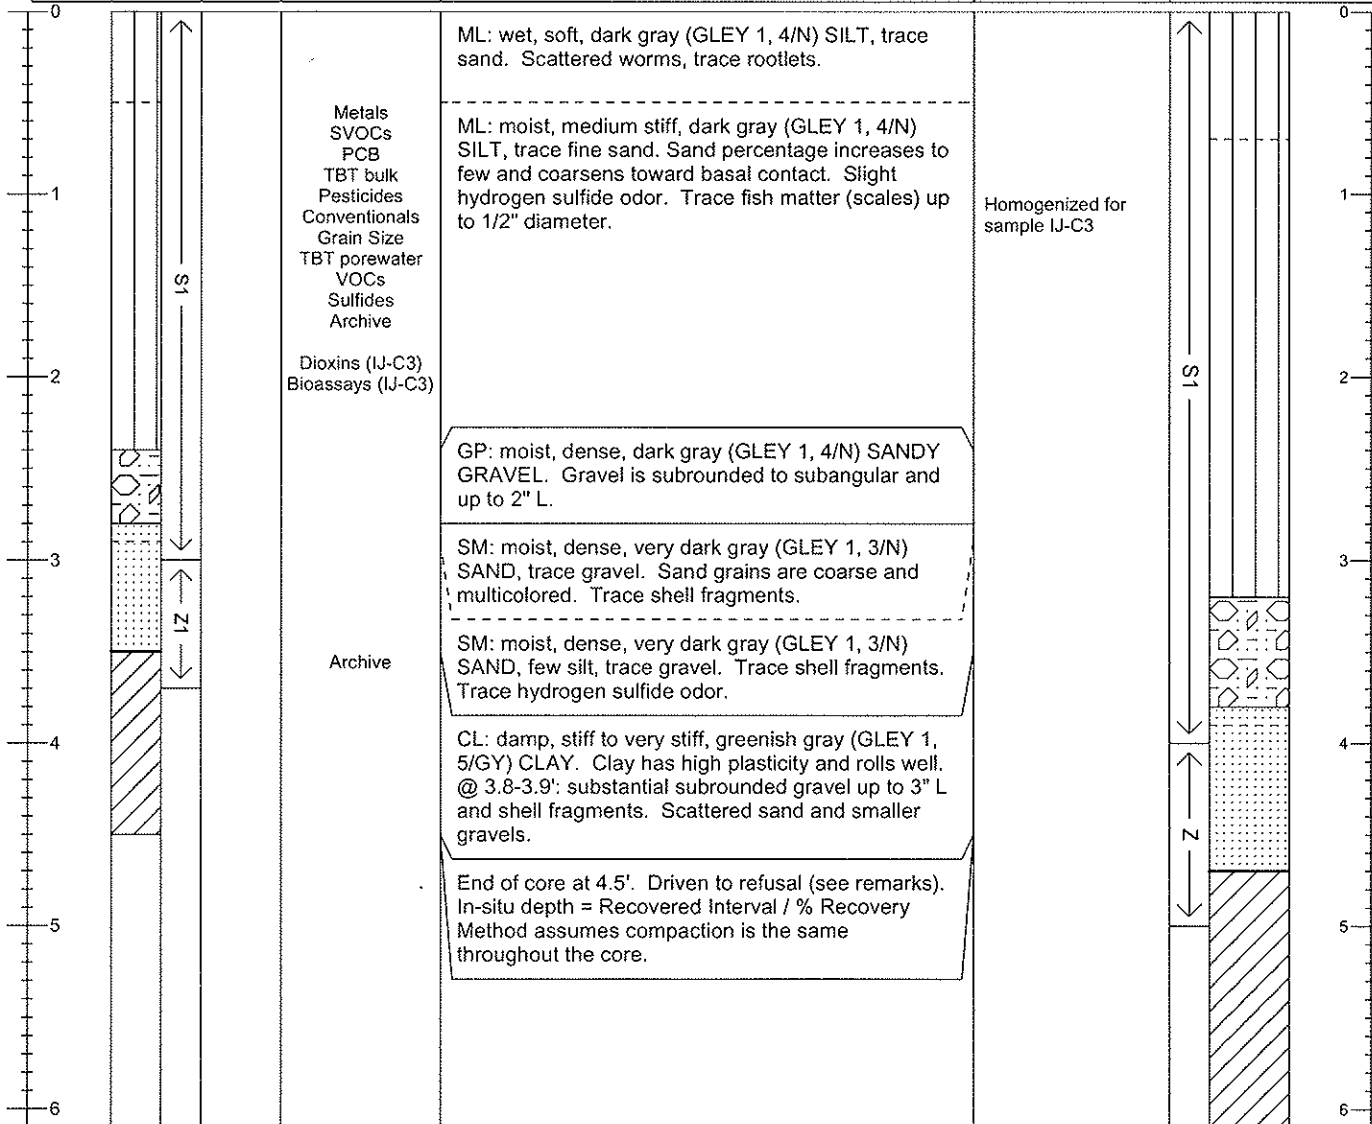 0
0
ML: wet, soft, dark gray (GLEY 1, 4/N) SILT, trace
sand. Scattered worms, trace rootlets.
Metals
SVOCs
PCB
TBT bulk
Pesticides
Conventionals
Grain Size
TBT porewater
VOCs
Sulfides
Archive
Dioxins (IJ-C3)
Bioassays (IJ-C3)
ML: moist, medium stiff, dark gray (GLEY 1, 4/N)
SILT, trace fine sand. Sand percentage increases to
few and coarsens toward basal contact. Slight
hydrogen sulfide odor. Trace fish matter (scales) up
to 1/2" diameter.
Homogenized for
sample IJ-C3
1
1
S1
S1
2
2
GP: moist, dense, dark gray (GLEY 1, 4/N) SANDY
GRAVEL. Gravel is subrounded to subangular and
up to 2" L.
3
3
SM: moist, dense, very dark gray (GLEY 1, 3/N)
SAND, trace gravel. Sand grains are coarse and
multicolored. Trace shell fragments.
Z1
Archive
SM: moist, dense, very dark gray (GLEY 1, 3/N)
SAND, few silt, trace gravel. Trace shell fragments.
Trace hydrogen sulfide odor.
4
4
CL: damp, stiff to very stiff, greenish gray (GLEY 1,
5/GY) CLAY. Clay has high plasticity and rolls well.
@ 3.8-3.9': substantial subrounded gravel up to 3" L
and shell fragments. Scattered sand and smaller
gravels.
Z
End of core at 4.5'. Driven to refusal (see remarks).
In-situ depth = Recovered Interval / % Recovery
Method assumes compaction is the same
throughout the core.
5
5
6
6